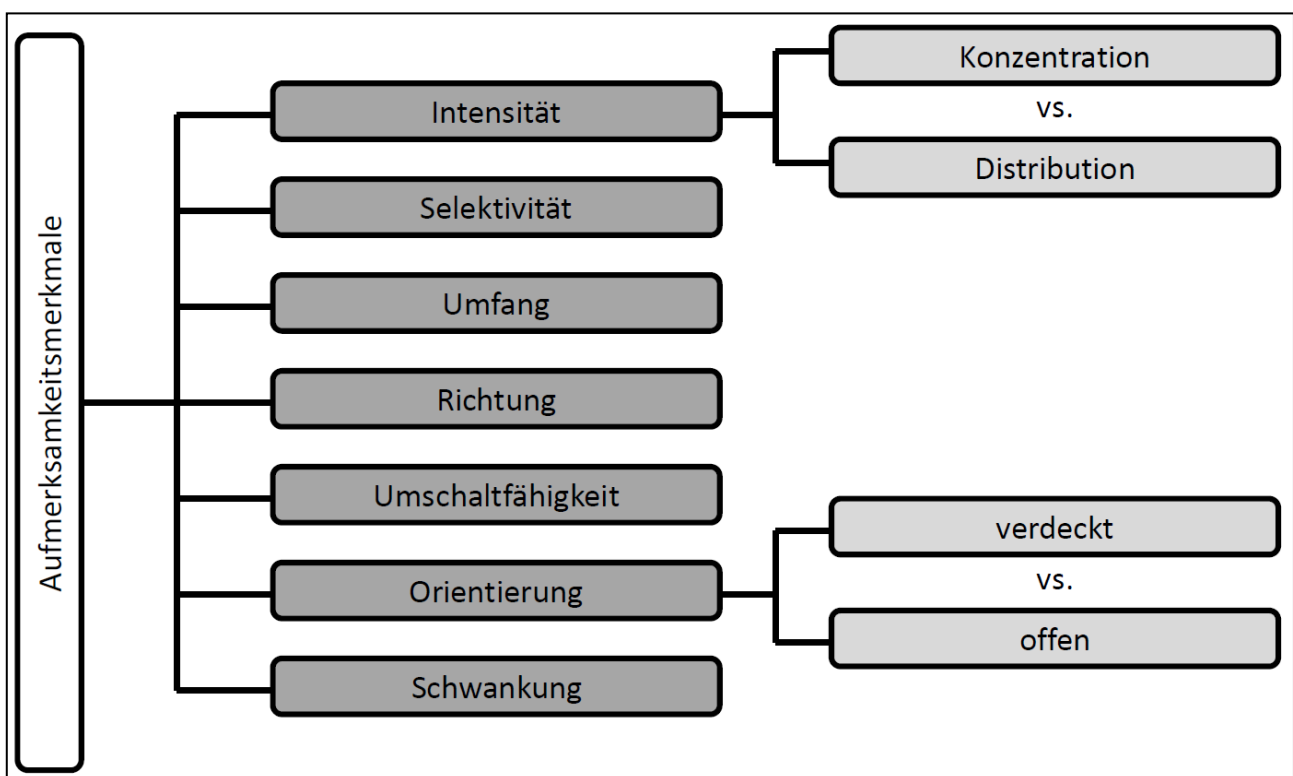 Aufmerksamkeitsmerkmale
Intensität
Selektivität
Umfang
Richtung
Umschaltfähigkeit
Orientierung
Schwankung
Konzentration
vs.
Distribution
verdeckt
vs.
offen